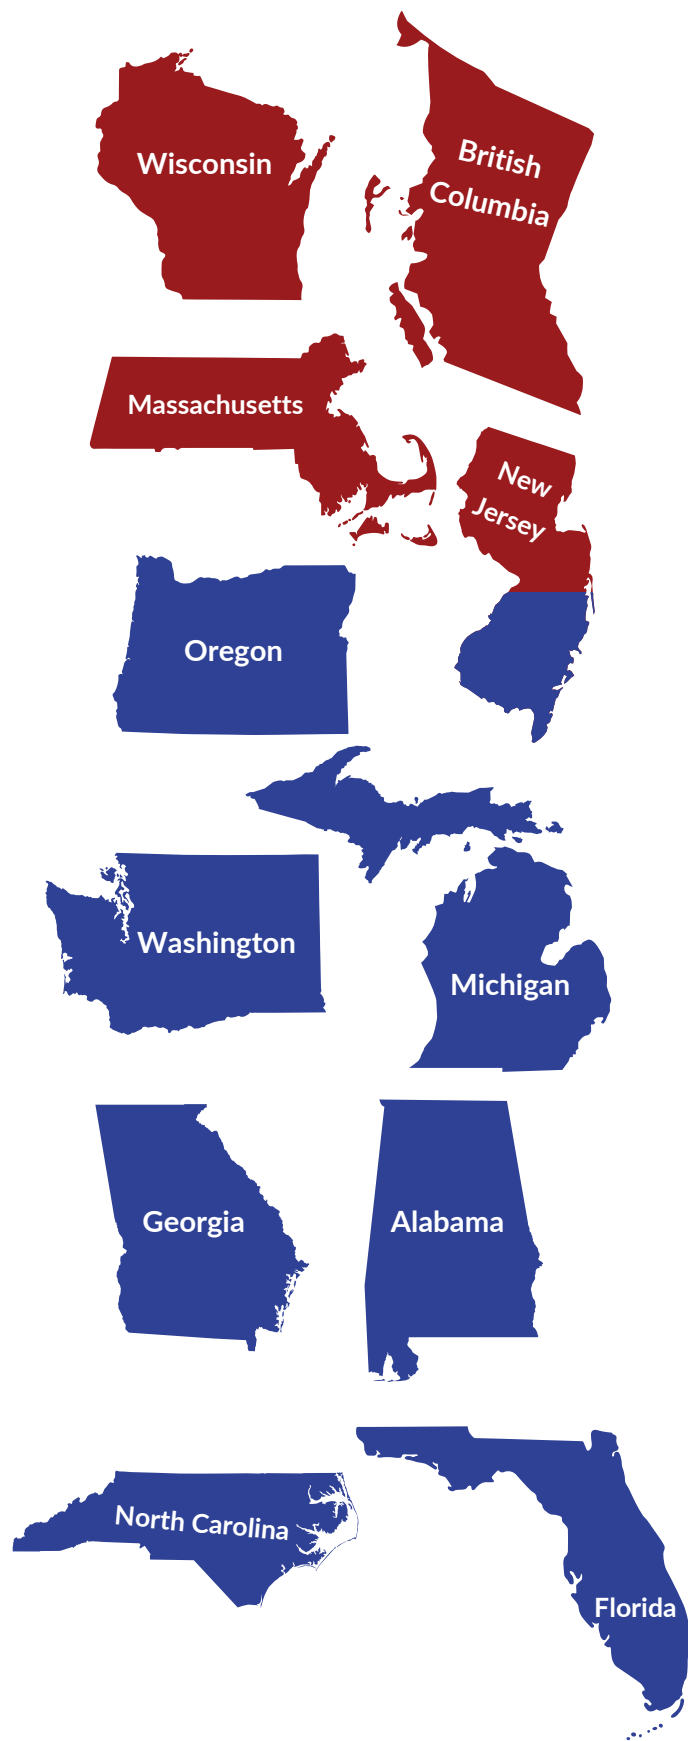 Wisconsin
British
Columbia
Massachusetts
New
Jersey
Oregon
Washington
Michigan
Georgia
Alabama
North Carolina
Florida